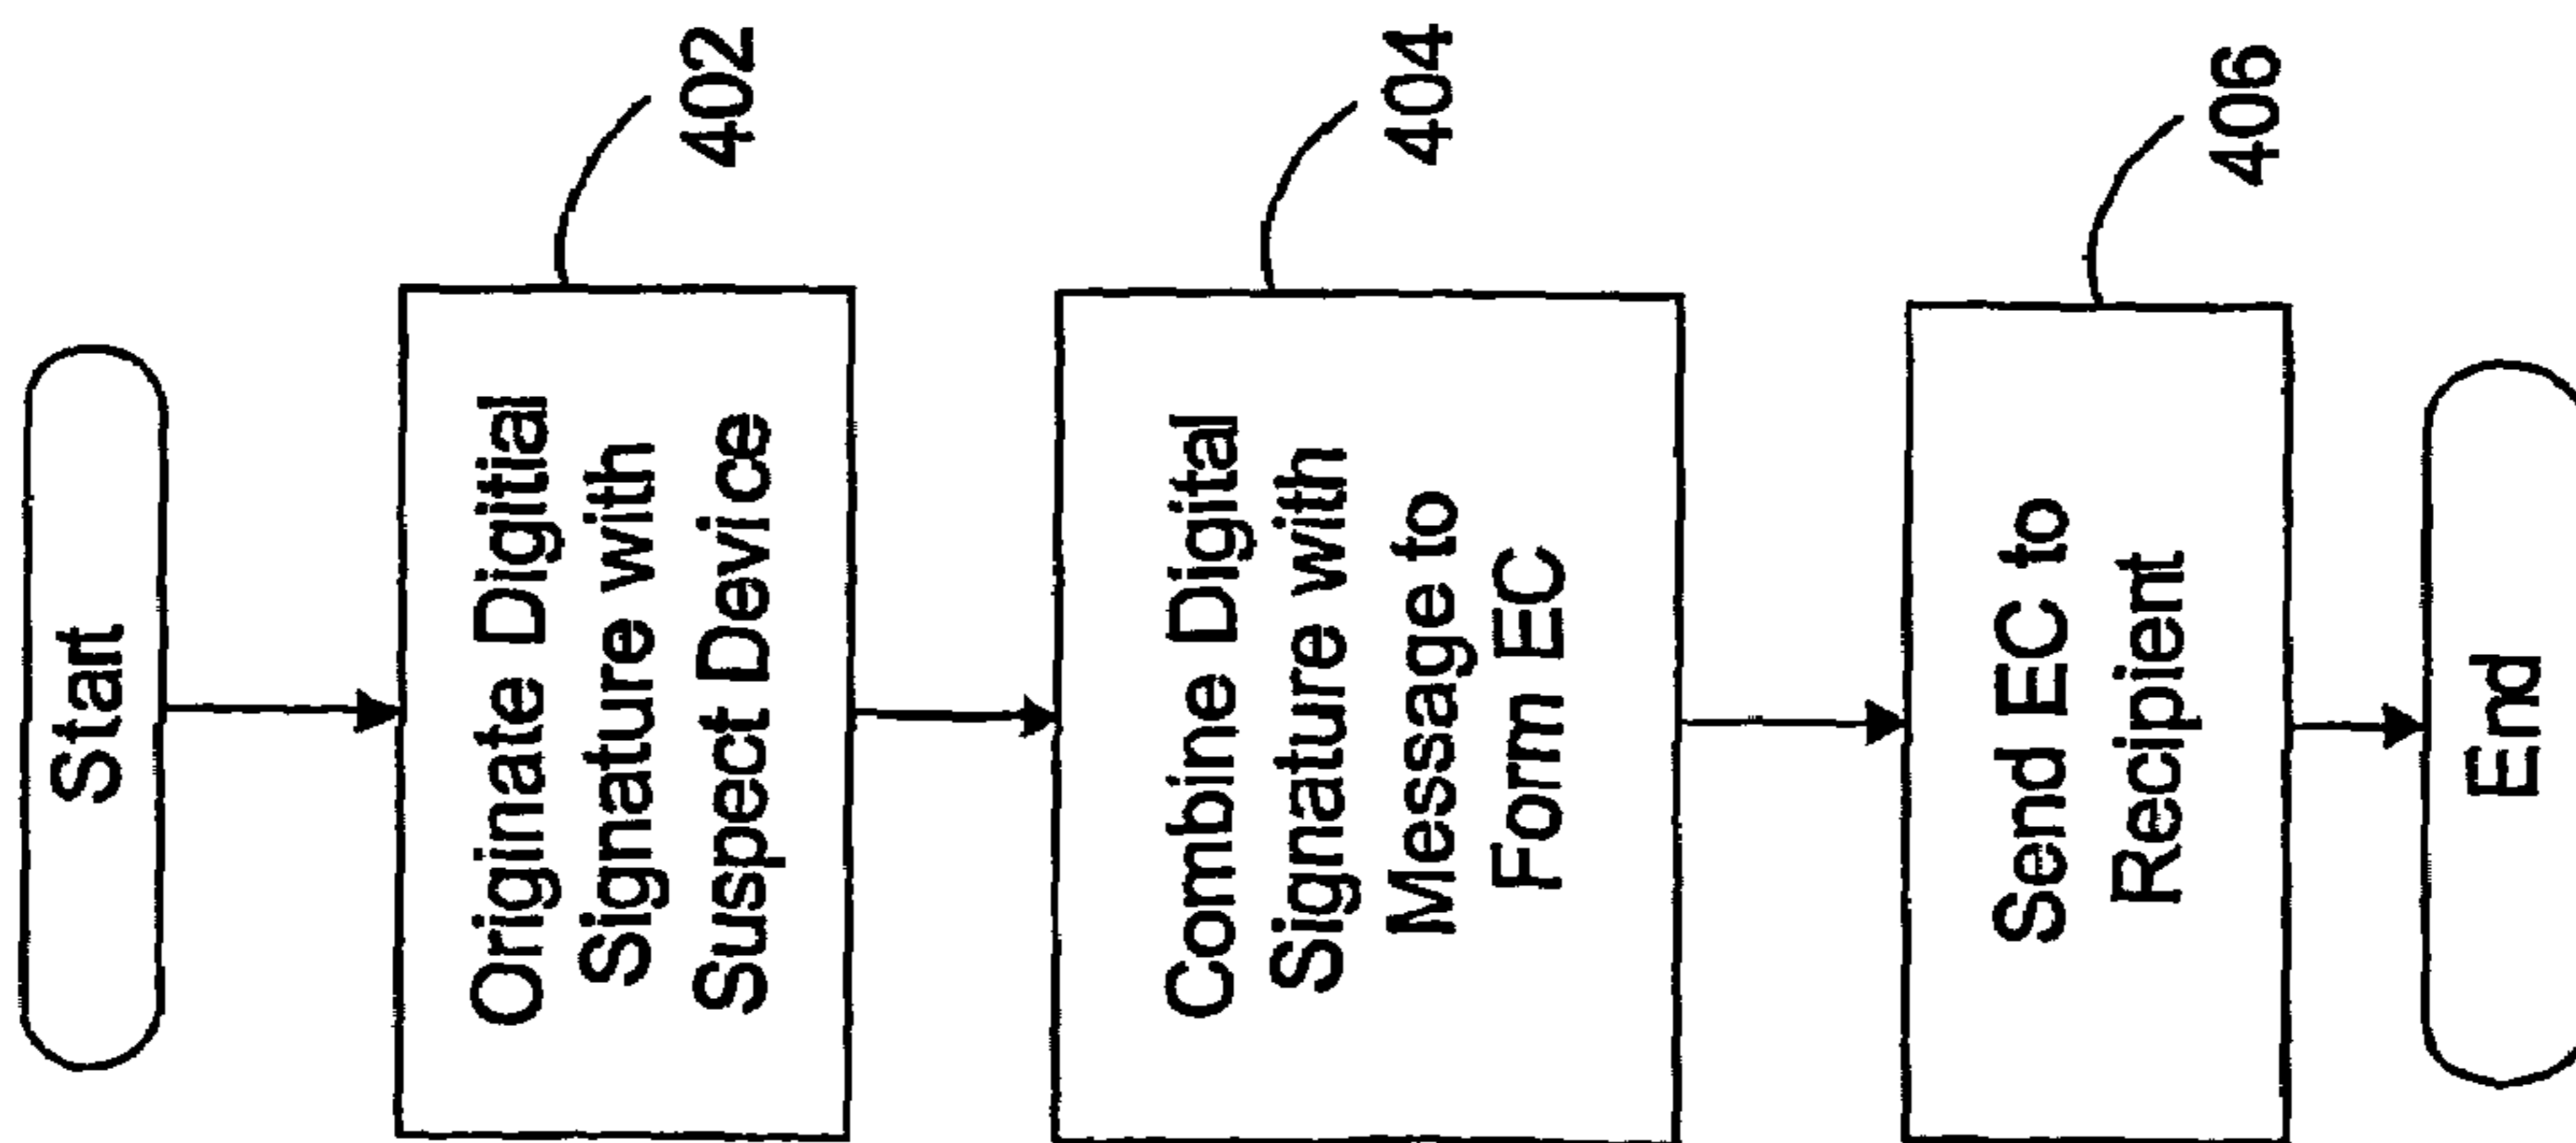 Start
Originate Digitial
Signature with
Suspect Device
402
Combine Digital
Signature with
Message to
Form EC
404
Send EC to
Recipient
406
End